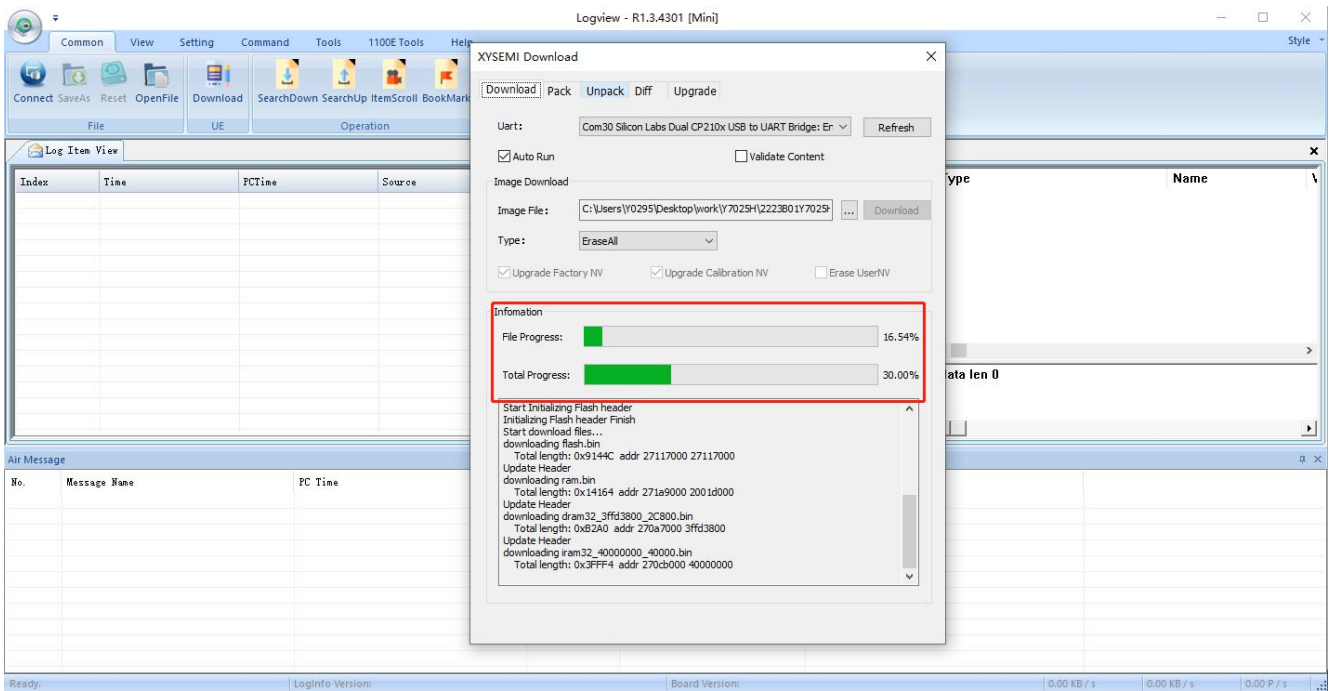 Logview - R1.3.4301 [Mini]
Common View Setting Command Tools 1100E Tools Help
Style
Connect SaveAs Reset OpenFile Download SearchDown SearchUp ItemScroll BookMark
File UE Operation
Log Item View
Index Time PCTime Source
Type Name
XYSEMI Download
Download Pack Unpack Diff Upgrade
Uart: Com30 Silicon Labs Dual CP210x USB to UART Bridge: Er Refresh
Auto Run Validate Content
Image Download
Image File: C:\Users\Y0295\Desktop\work\Y7025H\2223B01Y7025H ... Download
Type: EraseAll
Upgrade Factory NV Upgrade Calibration NV Erase UserNV
Infomation
File Progress: 16.54%
Total Progress: 30.00%
Start Initializing Flash header
Initializing Flash header Finish
Start download files...
downloading flash.bin
Total length: 0x9144C addr 27117000 27117000
Update Header
downloading ram.bin
Total length: 0x14164 addr 271a9000 2001d000
Update Header
downloading dram32_3ffd3800_2C800.bin
Total length: 0xB2A0 addr 270a7000 3ffd3800
Update Header
downloading iram32_40000000_40000.bin
Total length: 0x3FFF4 addr 270cb000 40000000
data len 0
Air Message
No. Message Name PC Time
Ready. LogInfo Version: Board Version: 0.00 KB / s 0.00 KB / s 0.00 P / s